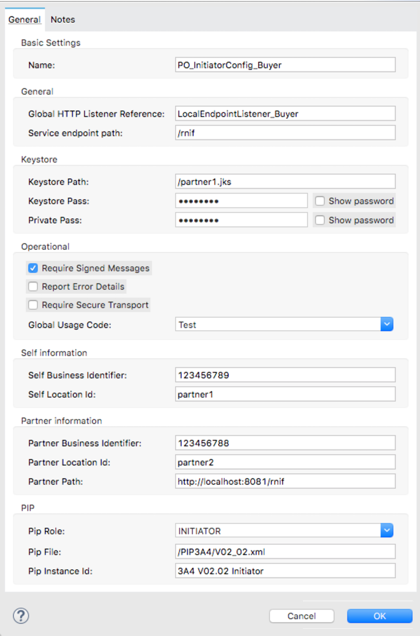 General Notes
Basic Settings
Name: PO_InitiatorConfig_Buyer
General
Global HTTP Listener Reference: LocalEndpointListener_Buyer
Service endpoint path: /rnif
Keystore
Keystore Path: /partner1.jks
Keystore Pass: •••••••• Show password
Private Pass: •••••••• Show password
Operational
Require Signed Messages
Report Error Details
Require Secure Transport
Global Usage Code: Test
Self information
Self Business Identifier: 123456789
Self Location Id: partner1
Partner information
Partner Business Identifier: 123456788
Partner Location Id: partner2
Partner Path: http://localhost:8081/rnif
PIP
Pip Role: INITIATOR
Pip File: /PIP3A4/V02_02.xml
Pip Instance Id: 3A4 V02.02 Initiator
? Cancel OK